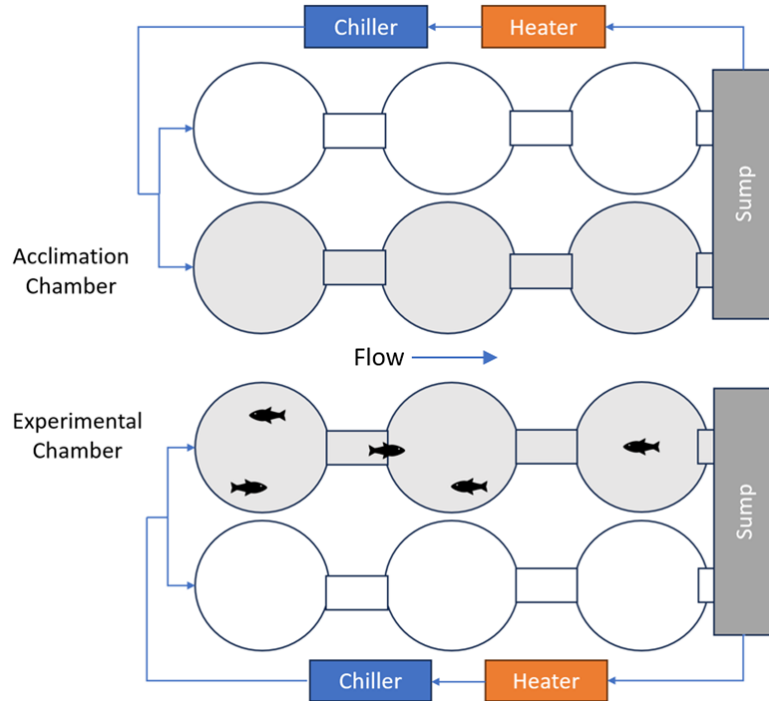 Chiller
Heater
Sump
Acclimation
Chamber
Flow
Experimental
Chamber
Sump
Chiller
Heater